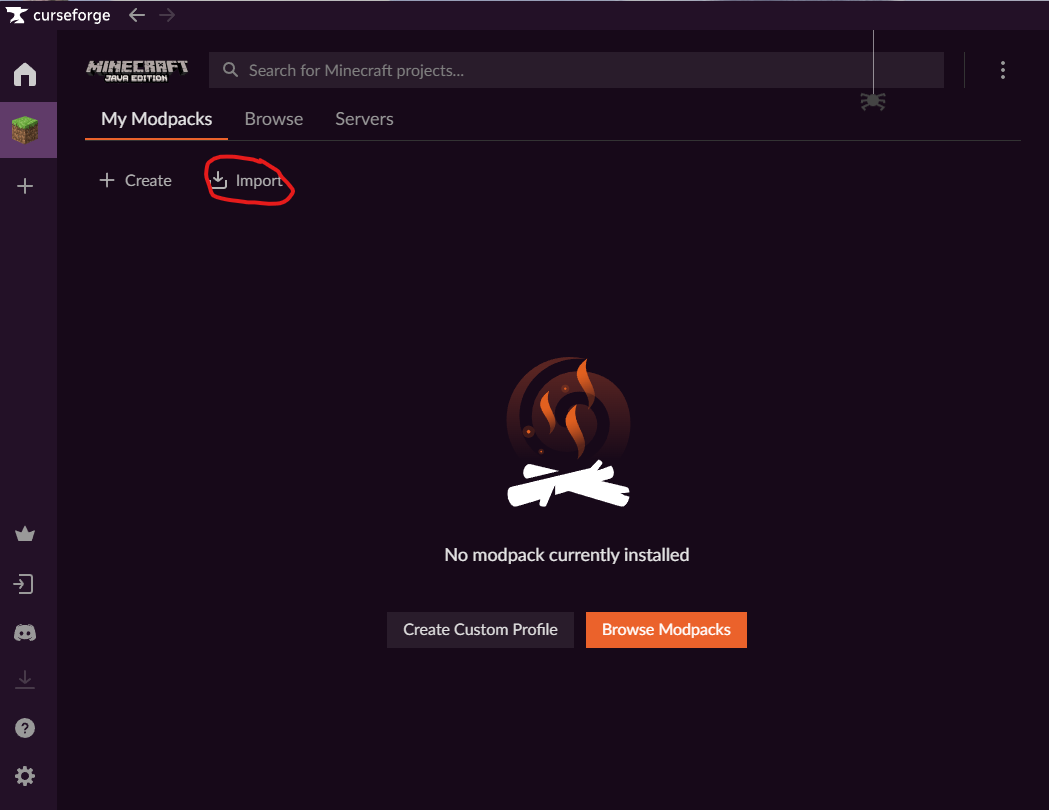 curseforge
MINECRAFT
JAVA EDITION
Search for Minecraft projects...
My Modpacks Browse Servers
Create Import
No modpack currently installed
Create Custom Profile Browse Modpacks
?